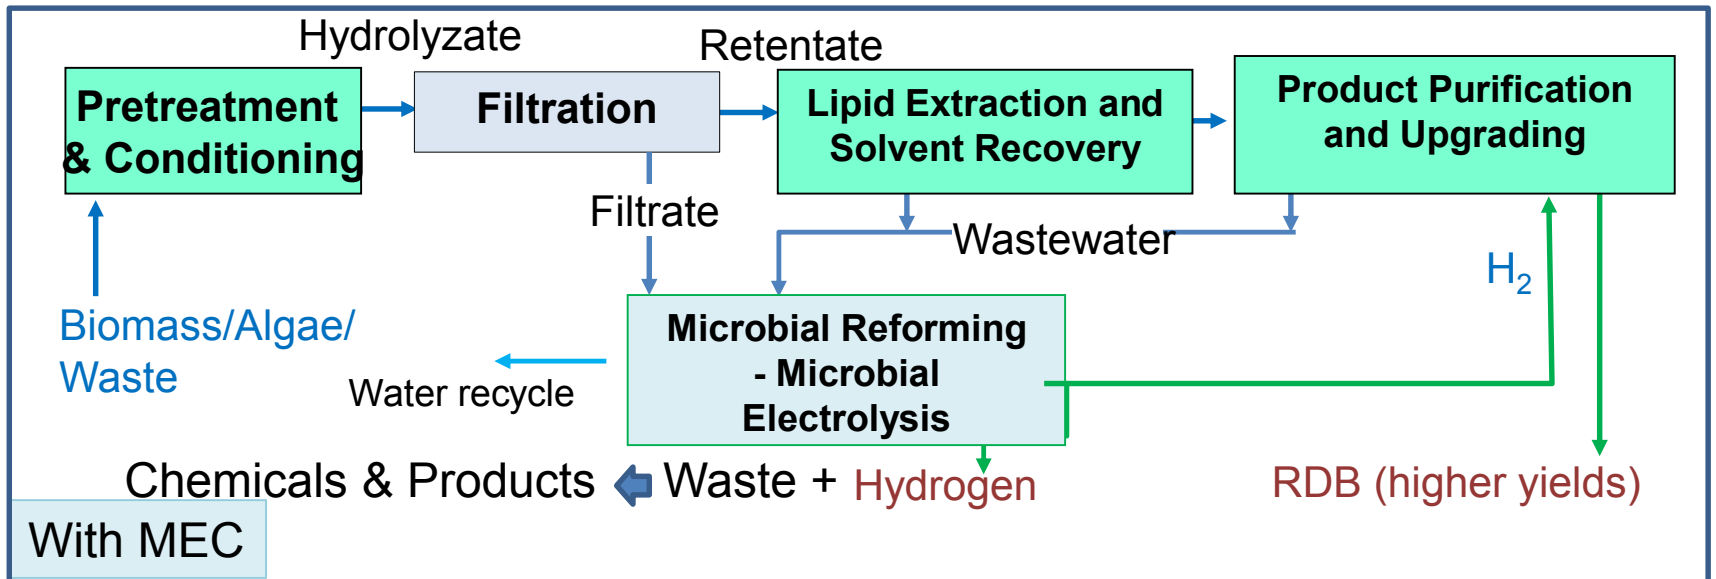 Hydrolyzate
Retentate
Pretreatment
& Conditioning
Filtration
Lipid Extraction and
Solvent Recovery
Product Purification
and Upgrading
Filtrate
Wastewater
H2
Biomass/Algae/
Waste
Microbial Reforming
- Microbial
Electrolysis
Water recycle
Chemicals & Products
Waste + Hydrogen
RDB (higher yields)
With MEC